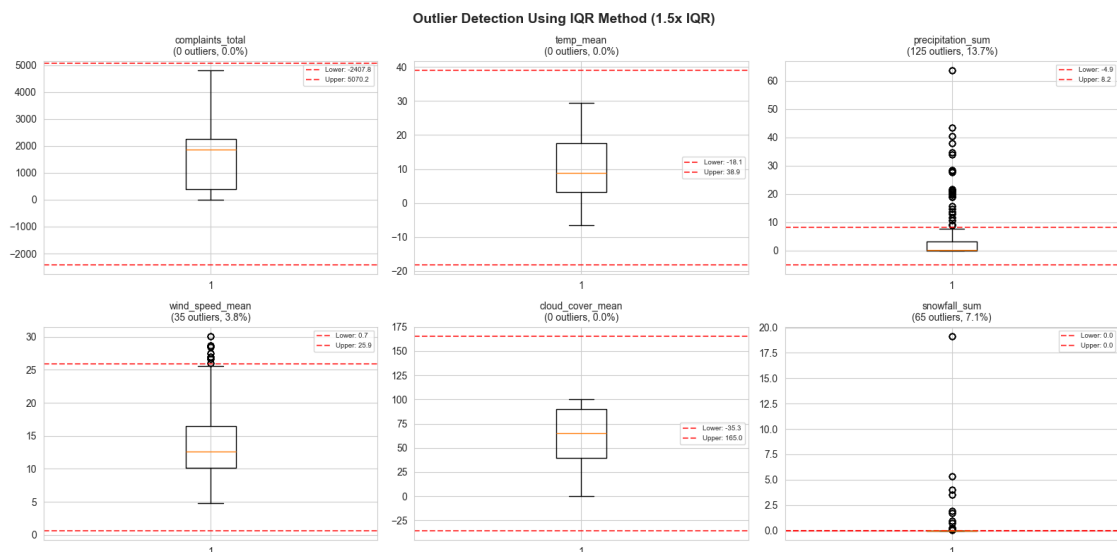 Outlier Detection Using IQR Method (1.5x IQR)
complaints_total
(0 outliers, 0.0%)
Lower: -2407.8
Upper: 5070.2
5000
4000
3000
2000
1000
0
−1000
−2000
1
temp_mean
(0 outliers, 0.0%)
Lower: -18.1
Upper: 38.9
40
30
20
10
0
−10
−20
1
precipitation_sum
(125 outliers, 13.7%)
Lower: -4.9
Upper: 8.2
60
50
40
30
20
10
0
1
wind_speed_mean
(35 outliers, 3.8%)
Lower: 0.7
Upper: 25.9
30
25
20
15
10
5
0
1
cloud_cover_mean
(0 outliers, 0.0%)
Lower: -35.3
Upper: 165.0
175
150
125
100
75
50
25
0
−25
1
snowfall_sum
(65 outliers, 7.1%)
Lower: 0.0
Upper: 0.0
20.0
17.5
15.0
12.5
10.0
7.5
5.0
2.5
0.0
1